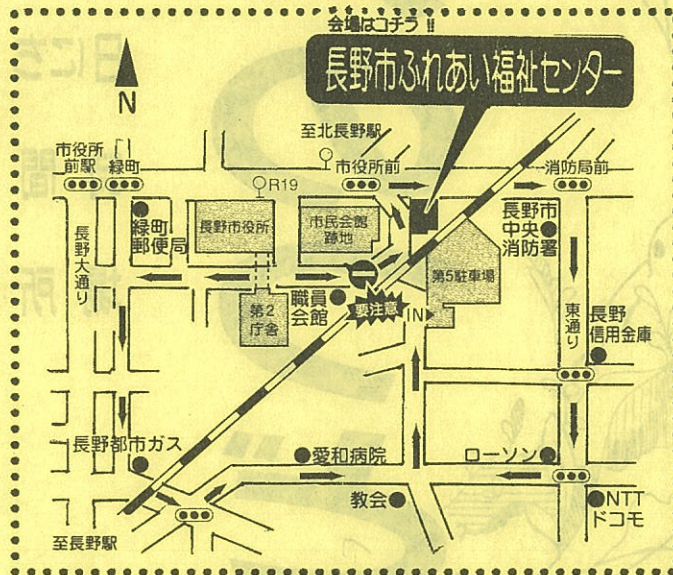 会場はコチラ !!
長野市ふれあい福祉センター
N
至北長野駅
市役所
前駅
緑町
R19
市役所前
消防局前
緑町
郵便局
長野市役所
市民会館
跡地
長野市
中央
消防署
長野大通り
第5駐車場
第2
庁舎
職員
会館
要注意
IN
東通り
長野
信用金庫
長野都市ガス
愛和病院
ローソン
教会
NTT
ドコモ
至長野駅